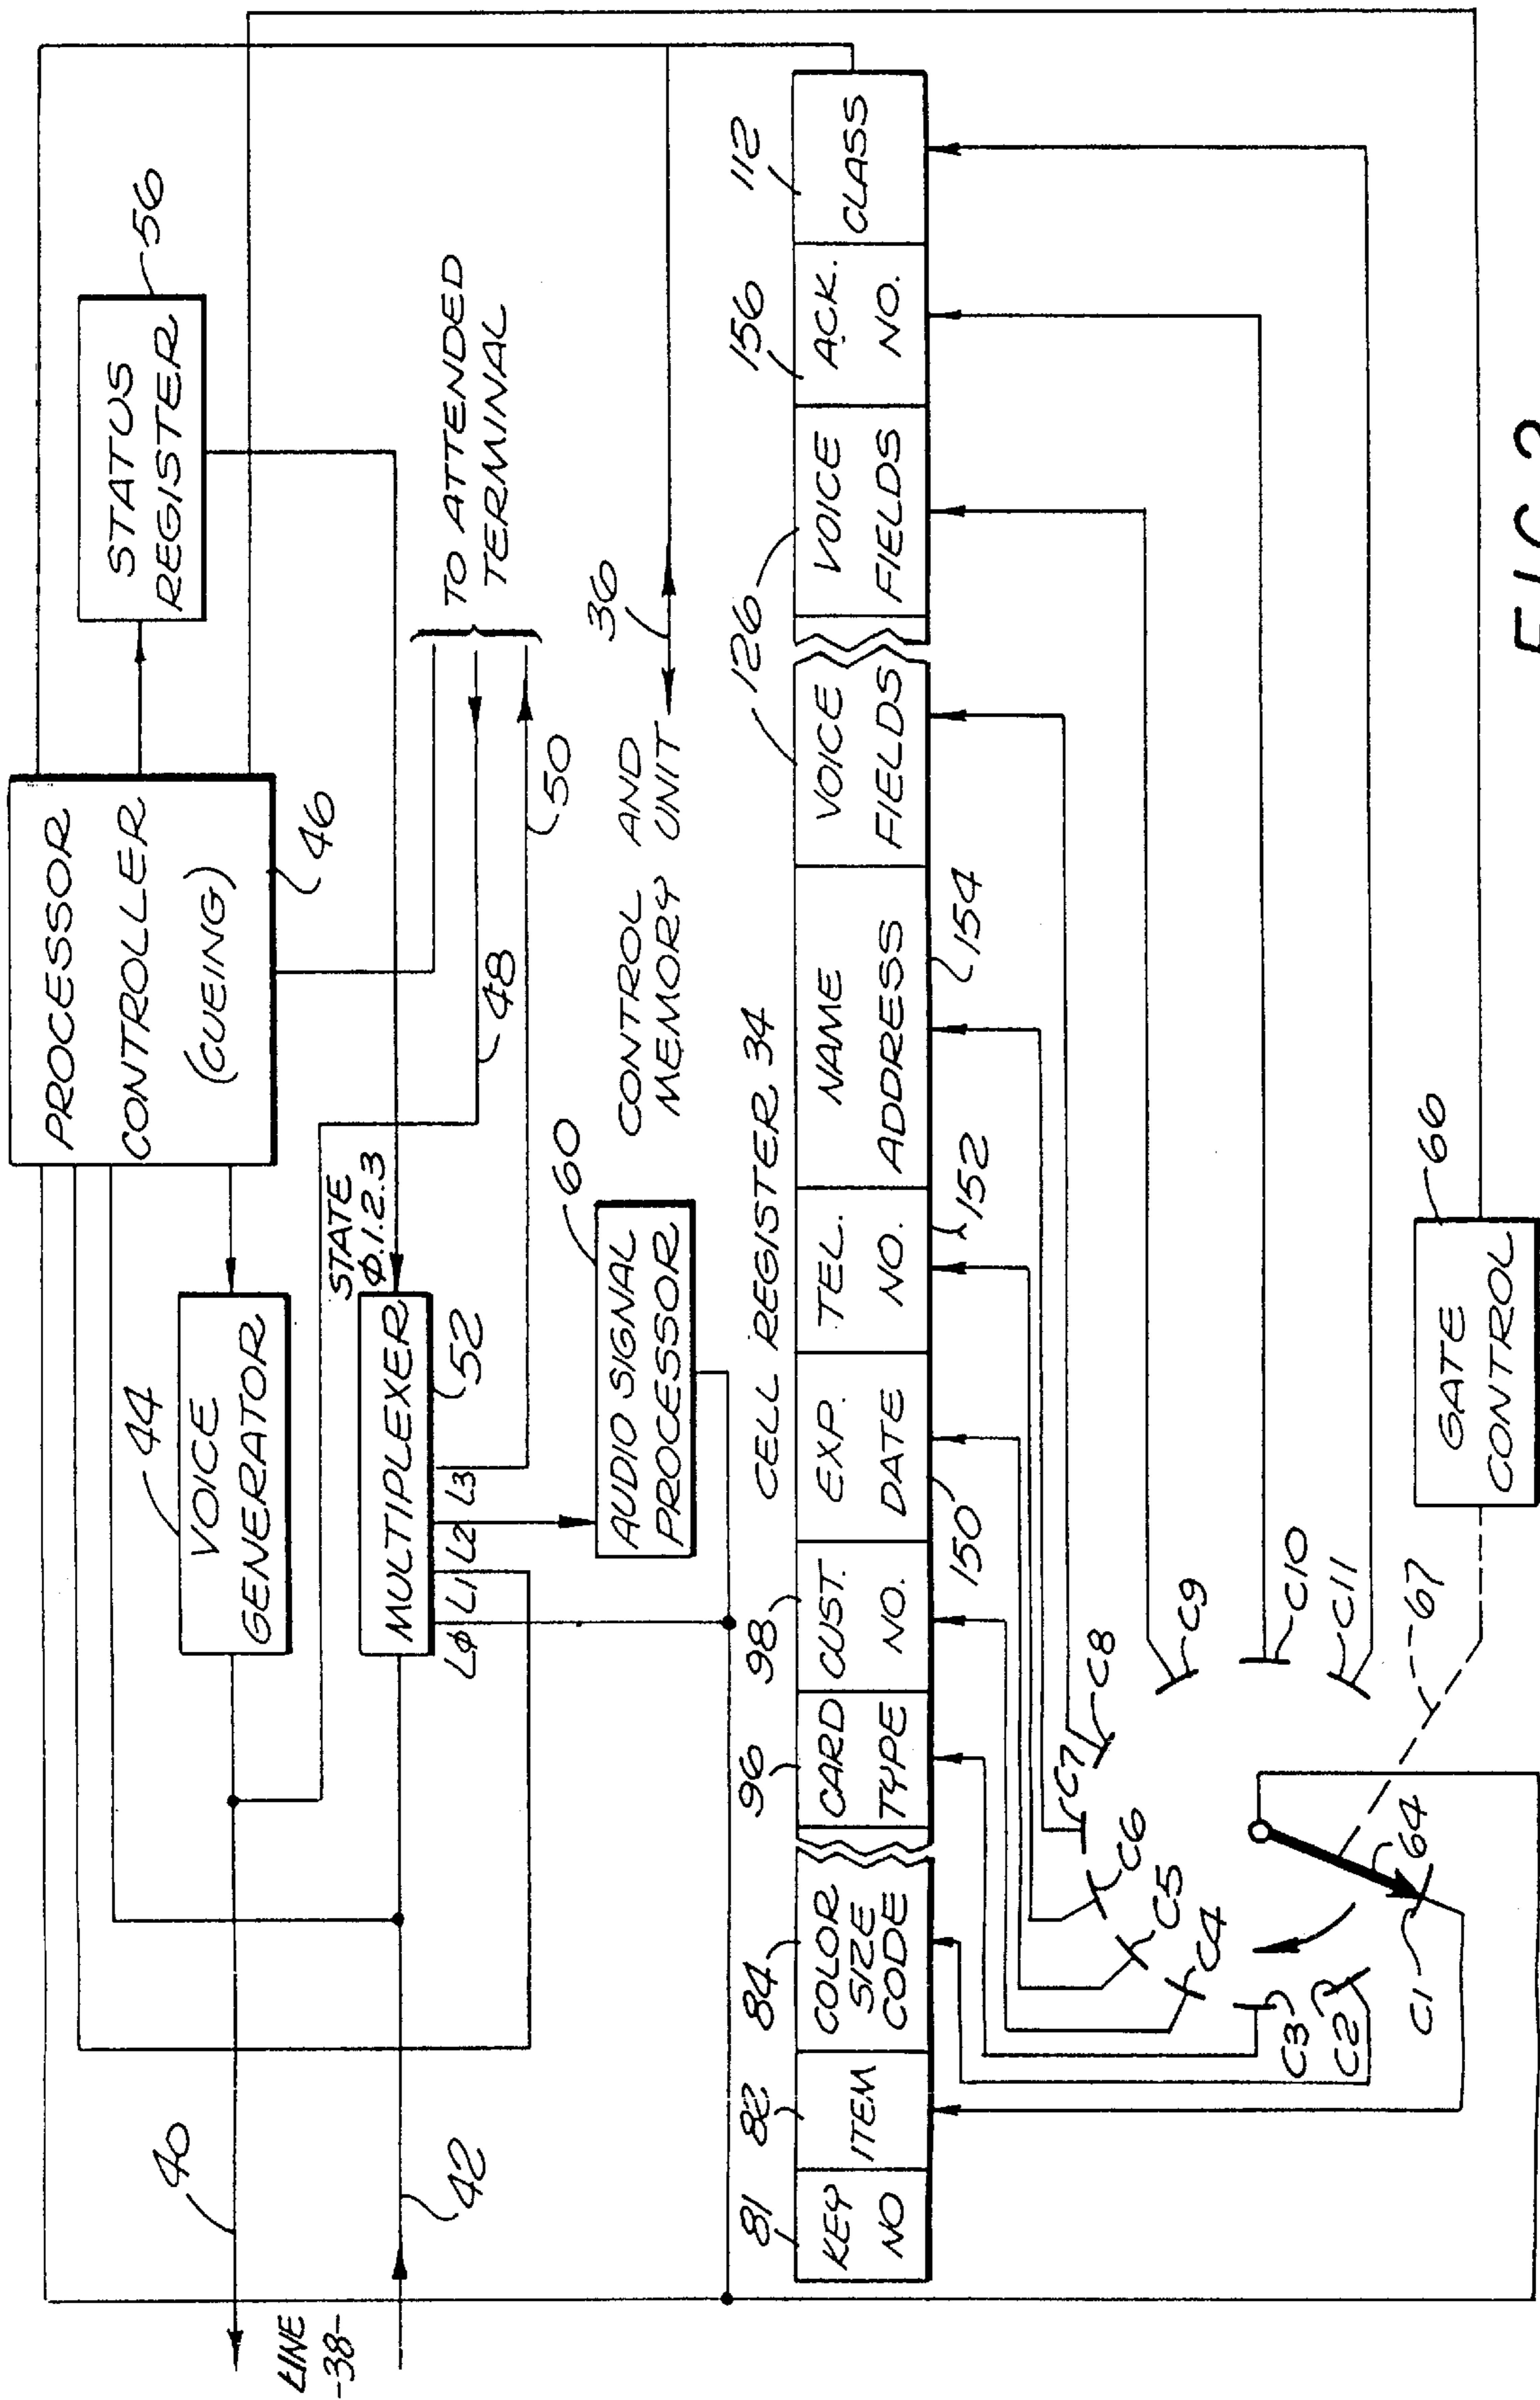 PROCESSOR
CONTROLLER
(CUEING)
46
STATUS
REGISTER
56
VOICE
GENERATOR
44
STATE
Φ.1.2.3
MULTIPLEXER
52
LΦ L1 L2 L3
40
LINE
-38-
42
TO ATTENDED
TERMINAL
48
50
AUDIO SIGNAL
PROCESSOR
60
CONTROL AND
MEMORY UNIT
36
CELL REGISTER 34
81
KEY
NO
82
ITEM
84
COLOR
SIZE
CODE
96
CARD
TYPE
98
CUST.
NO.
EXP.
DATE
150
TEL.
NO.
152
NAME
ADDRESS
154
126
VOICE
FIELDS
VOICE
FIELDS
156
ACK.
NO.
112
CLASS
C1
C2
C3
C4
C5
C6
C7
C8
C9
C10
C11
64
67
GATE
CONTROL
66